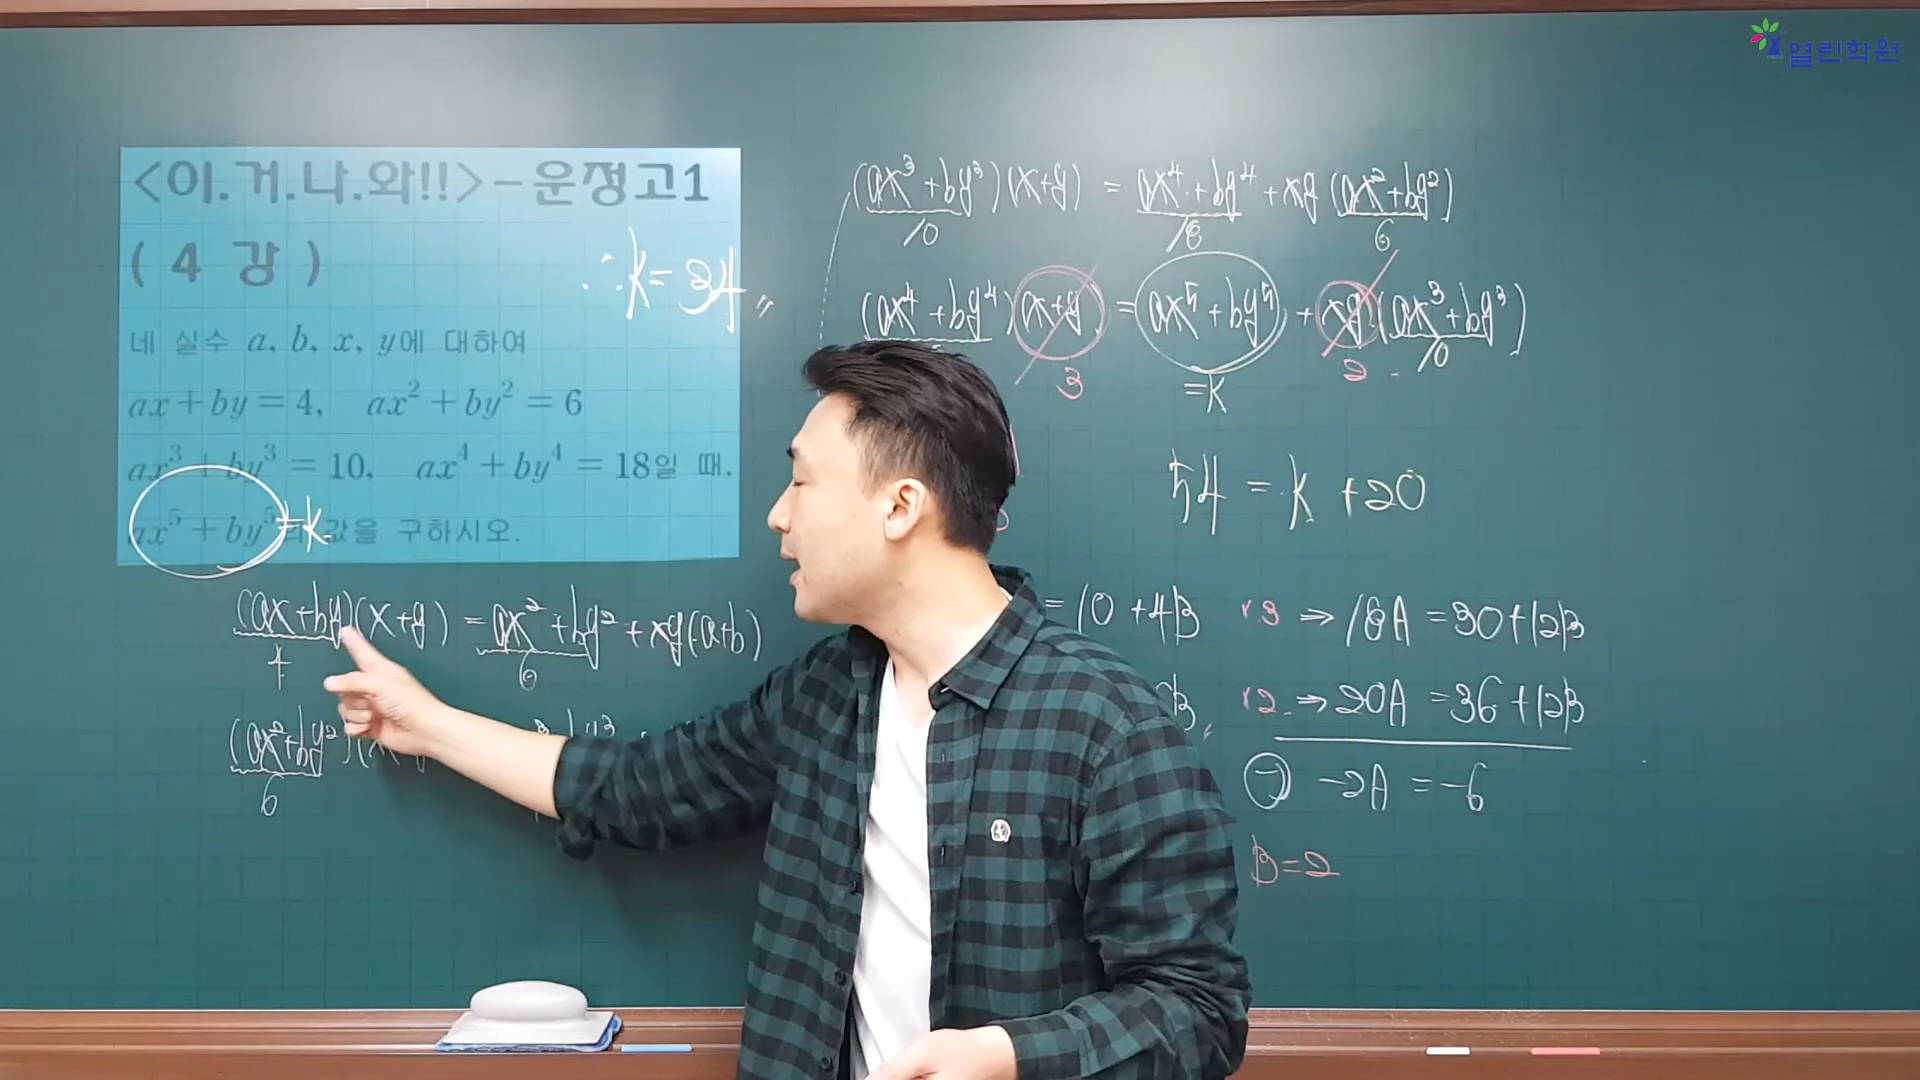 열린학원
<이.거.나.와!!>-운정고1
( 4 강 )
∴k=34〃
네 실수 a, b, x, y에 대하여
ax+by=4, ax²+by²=6
ax³+by³=10, ax⁴+by⁴=18일 때,
ax⁵+by⁵ =k 값을 구하시오.
(ax+by)(x+y) = ax²+by²+xy(a+b)
4 6
(ax²+by²)(x
6
(ax³+by³)(x+y) = ax⁴+by⁴+xy(ax²+by²)
10 18 6
(ax⁴+by⁴)(x+y) = ax⁵+by⁵+xy(ax³+by³)
3 =k 2 10
54 = k +20
=10+4B ×3 ⇒ 18A=30+12B
B ×2 ⇒ 20A=36+12B
⊖ -2A=-6
B=2